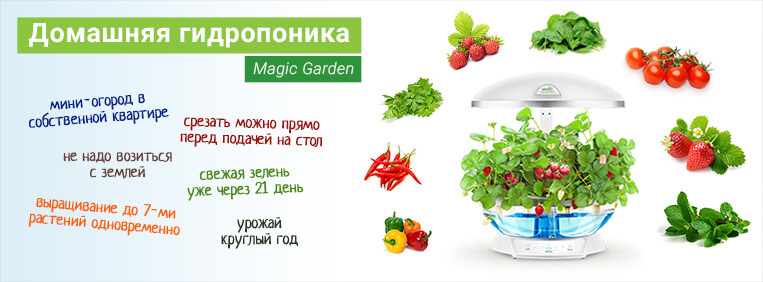 Домашняя гидропоника
Magic Garden
мини-огород в
собственной квартире
срезать можно прямо
перед подачей на стол
не надо возиться
с землей
свежая зелень
уже через 21 день
выращивание до 7-ми
растений одновременно
урожай
круглый год